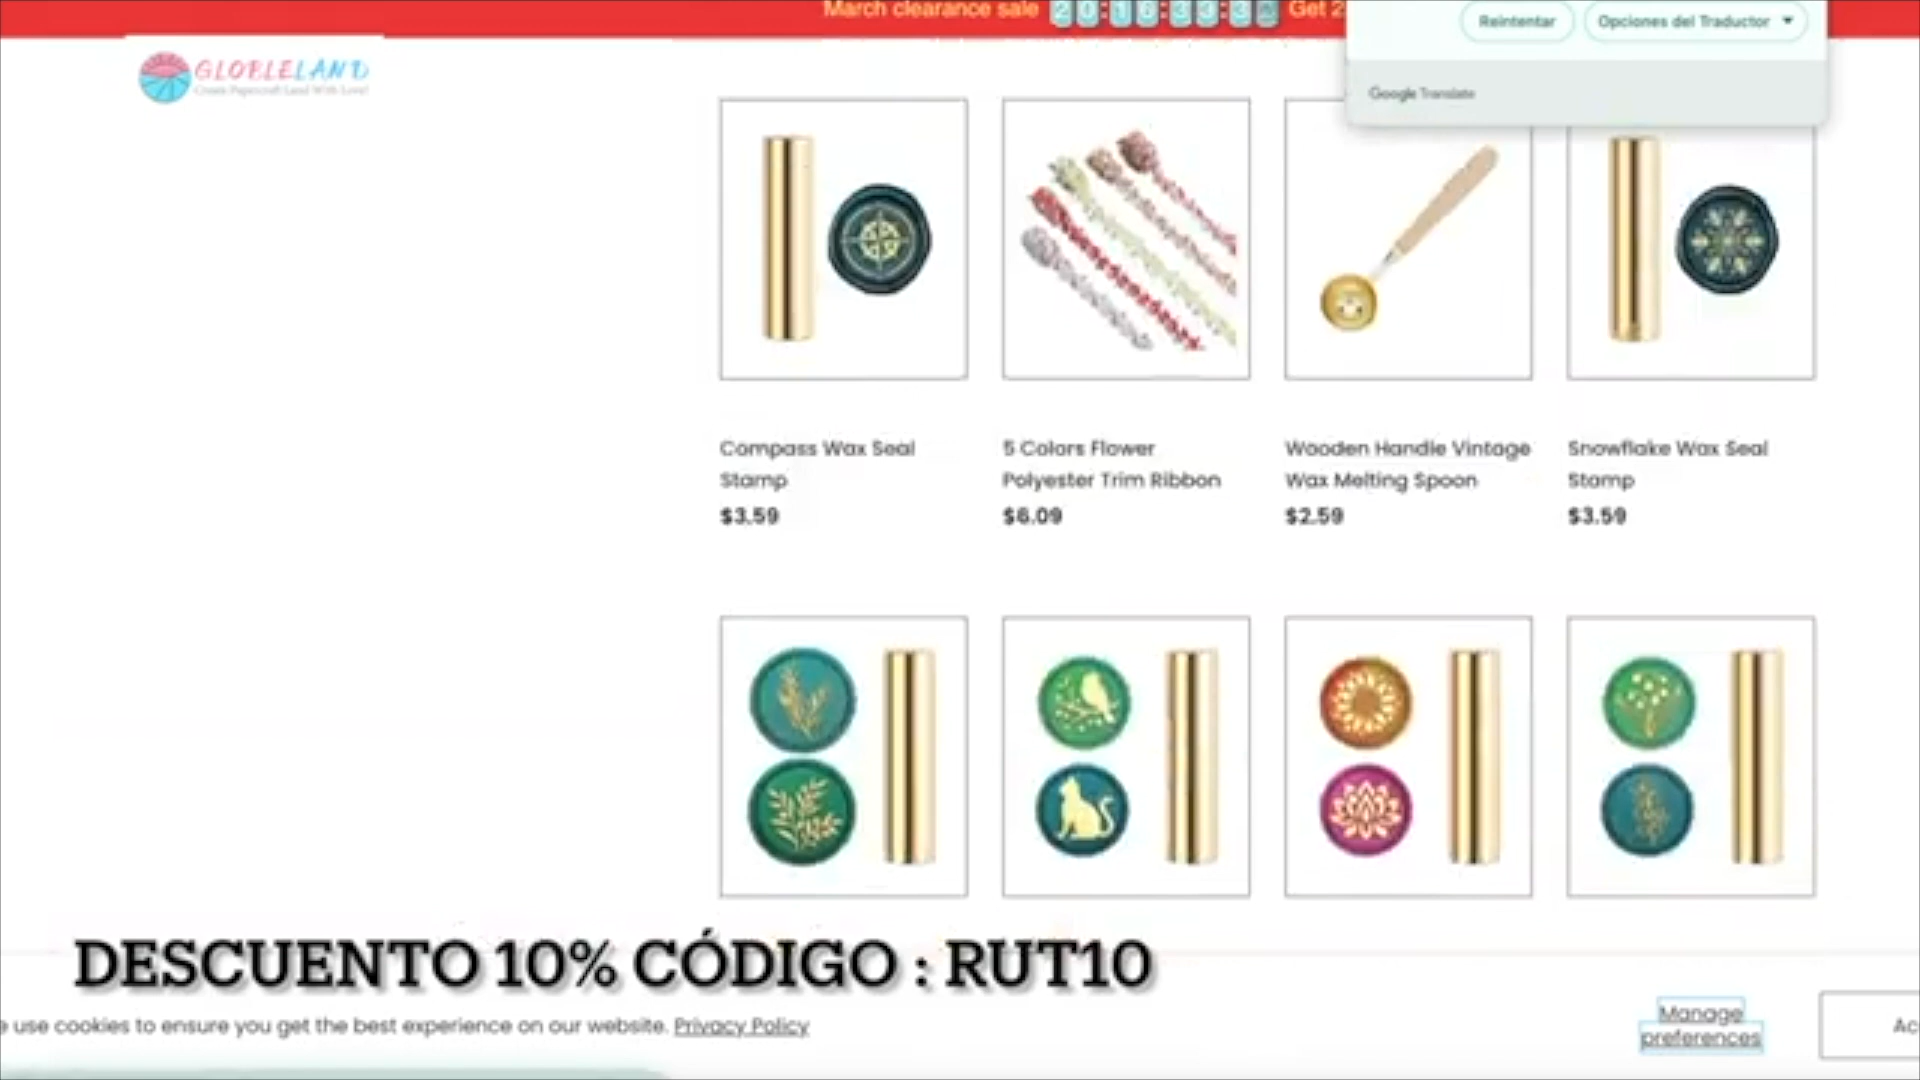 March clearance sale
Get 2
Reintentar
Opciones del Traductor
Google Translate
GLOBLELAND
Create Papercraft Land With Love!
Compass Wax Seal
Stamp
$3.59
5 Colors Flower
Polyester Trim Ribbon
$6.09
Wooden Handle Vintage
Wax Melting Spoon
$2.59
Snowflake Wax Seal
Stamp
$3.59
DESCUENTO 10% CÓDIGO : RUT10
e use cookies to ensure you get the best experience on our website. Privacy Policy
Manage
preferences
Ac